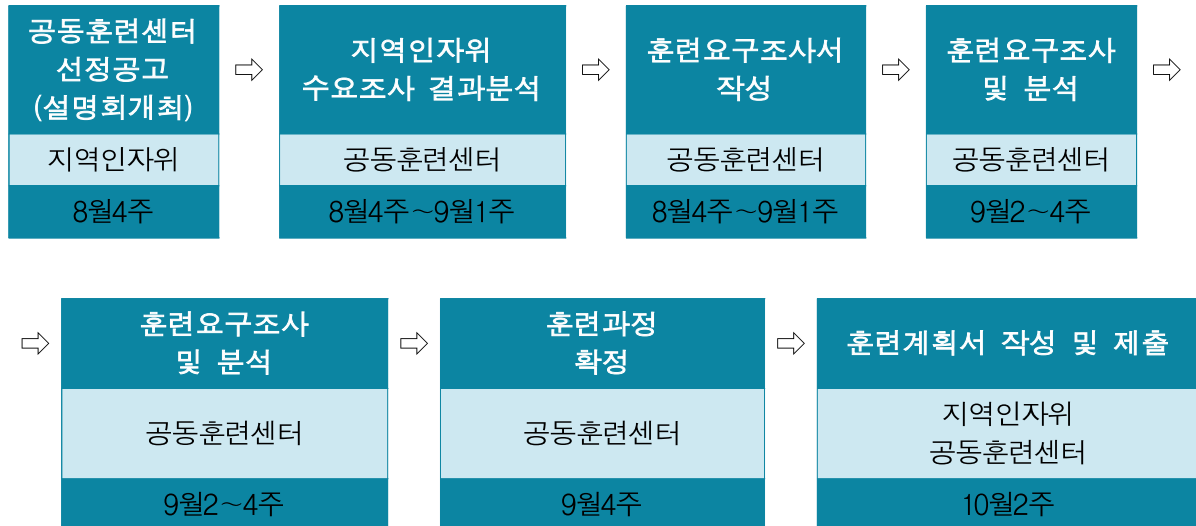 공동훈련센터
선정공고
(설명회개최)
지역인자위
8월4주
⇨
지역인자위
수요조사 결과분석
공동훈련센터
8월4주~9월1주
⇨
훈련요구조사서
작성
공동훈련센터
8월4주~9월1주
⇨
훈련요구조사
및 분석
공동훈련센터
9월2~4주
⇨
⇨
훈련요구조사
및 분석
공동훈련센터
9월2~4주
⇨
훈련과정
확정
공동훈련센터
9월4주
⇨
훈련계획서 작성 및 제출
지역인자위
공동훈련센터
10월2주